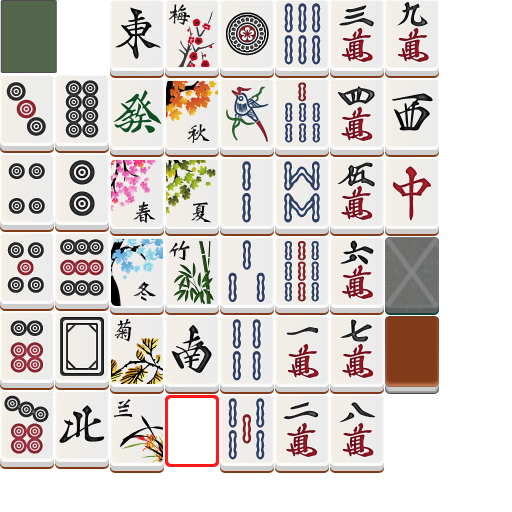 東 梅 三萬 九萬
發 秋 四萬 西
春 夏 伍萬 中
冬 竹 六萬
菊 南 一萬 七萬
北 兰 二萬 八萬